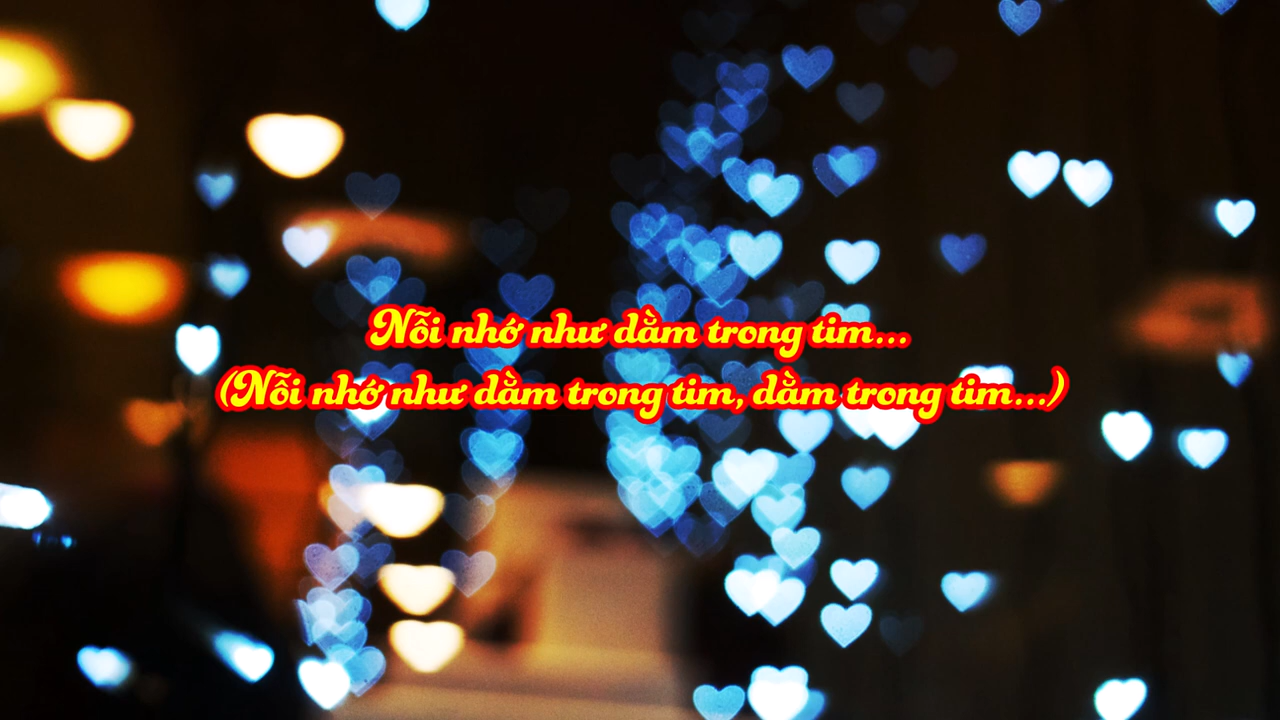 Nỗi nhớ như dằm trong tim...
(Nỗi nhớ như dằm trong tim, dằm trong tim...)